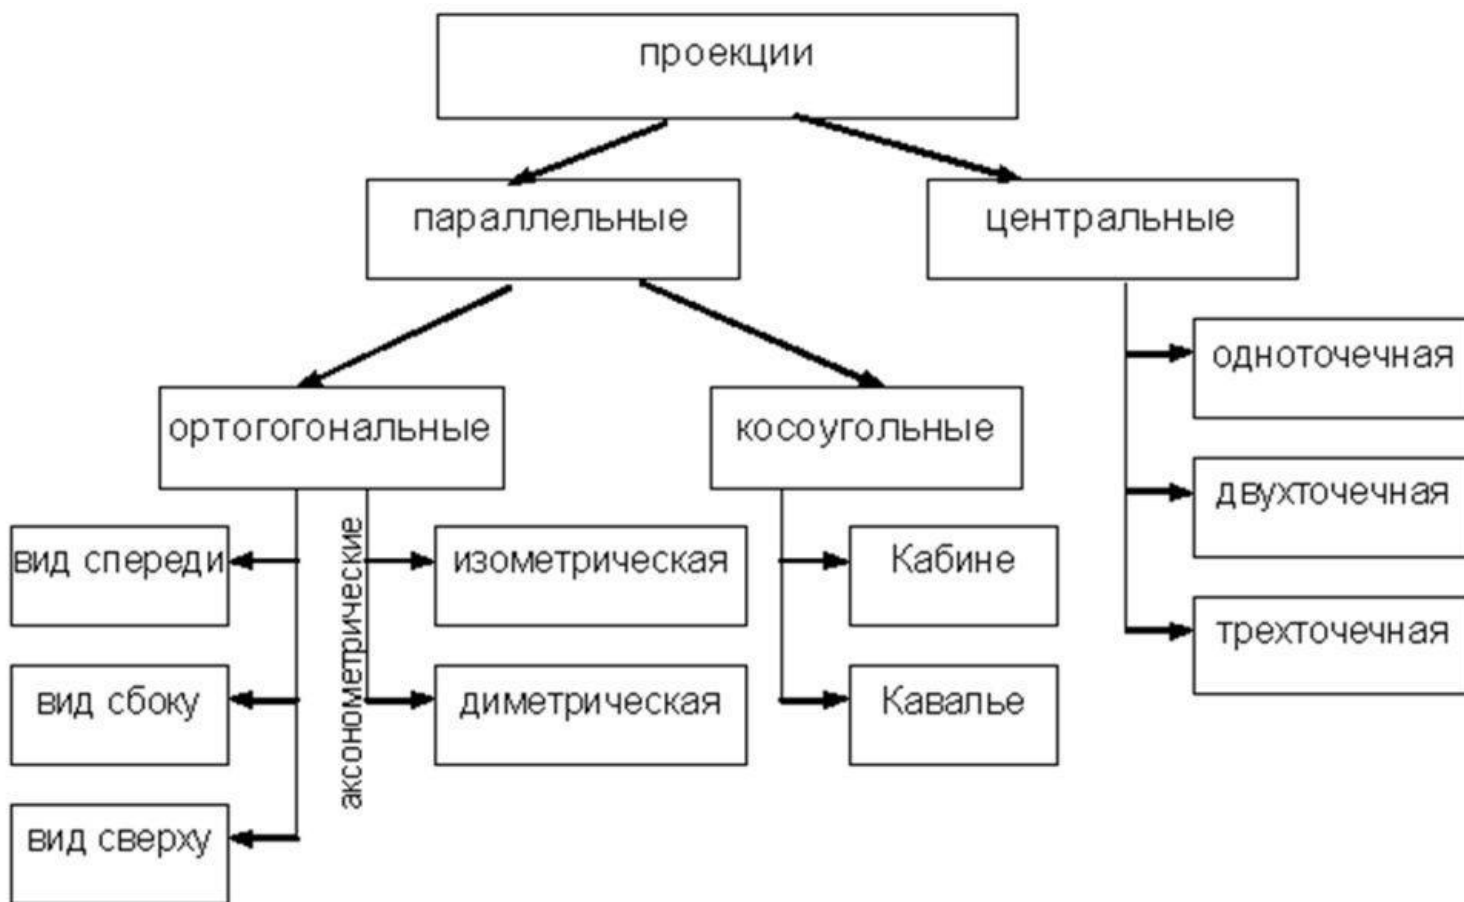 проекции
параллельные
центральные
одноточечная
двухточечная
трехточечная
ортогогональные
косоугольные
вид спереди
вид сбоку
вид сверху
аксонометрические
изометрическая
диметрическая
Кабине
Кавалье